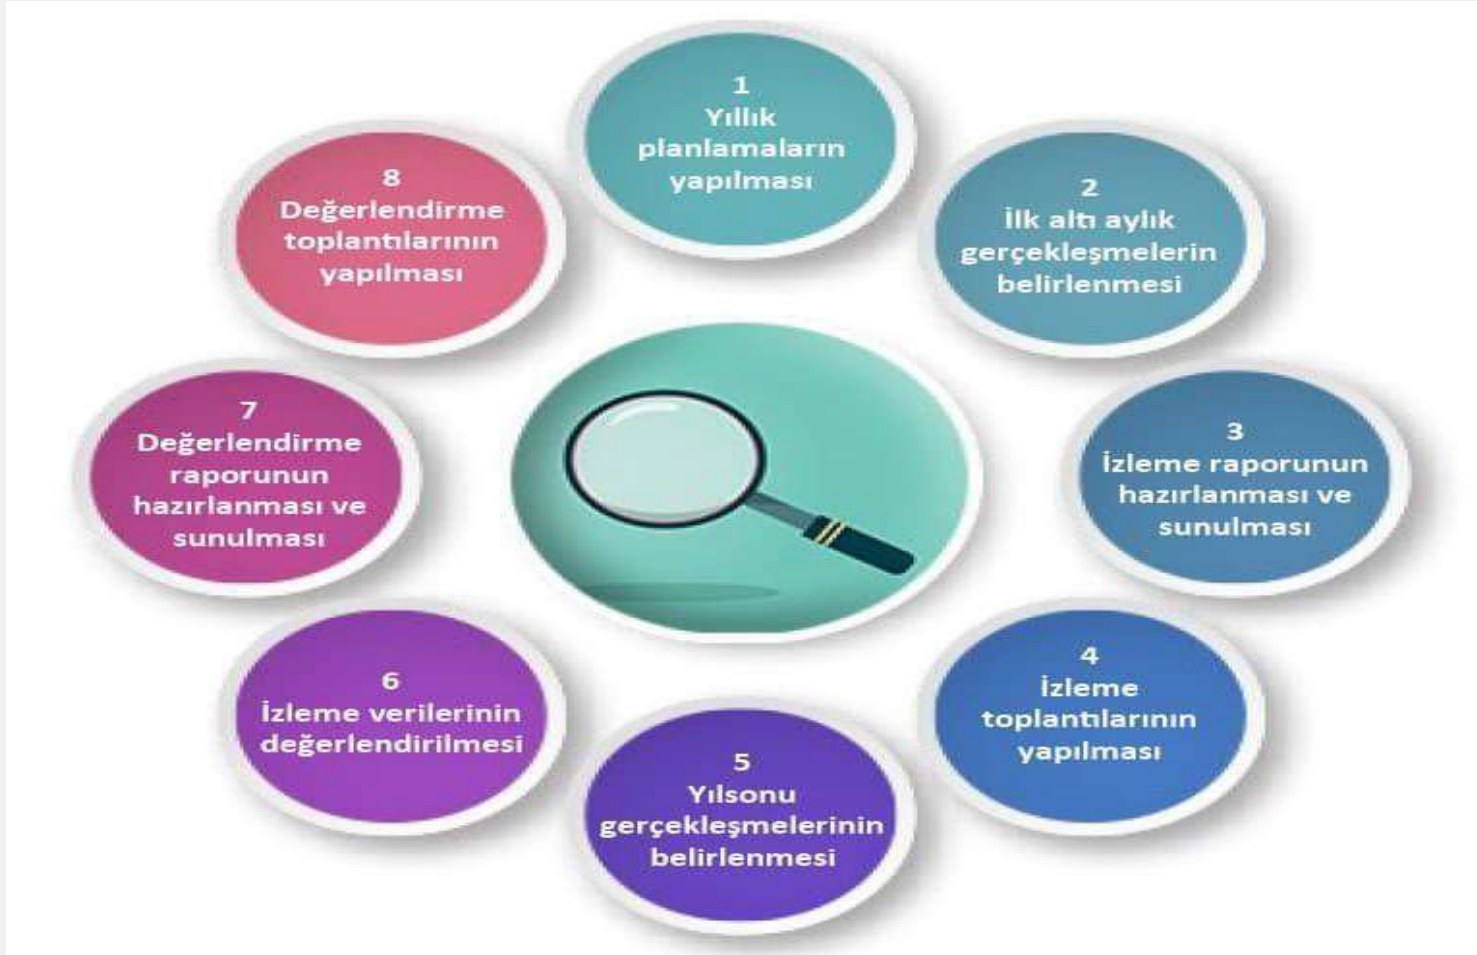 1
Yıllık
planlamaların
yapılması
2
İlk altı aylık
gerçekleşmelerin
belirlenmesi
3
İzleme raporunun
hazırlanması ve
sunulması
4
İzleme
toplantılarının
yapılması
5
Yılsonu
gerçekleşmelerinin
belirlenmesi
6
İzleme verilerinin
değerlendirilmesi
7
Değerlendirme
raporunun
hazırlanması ve
sunulması
8
Değerlendirme
toplantılarının
yapılması